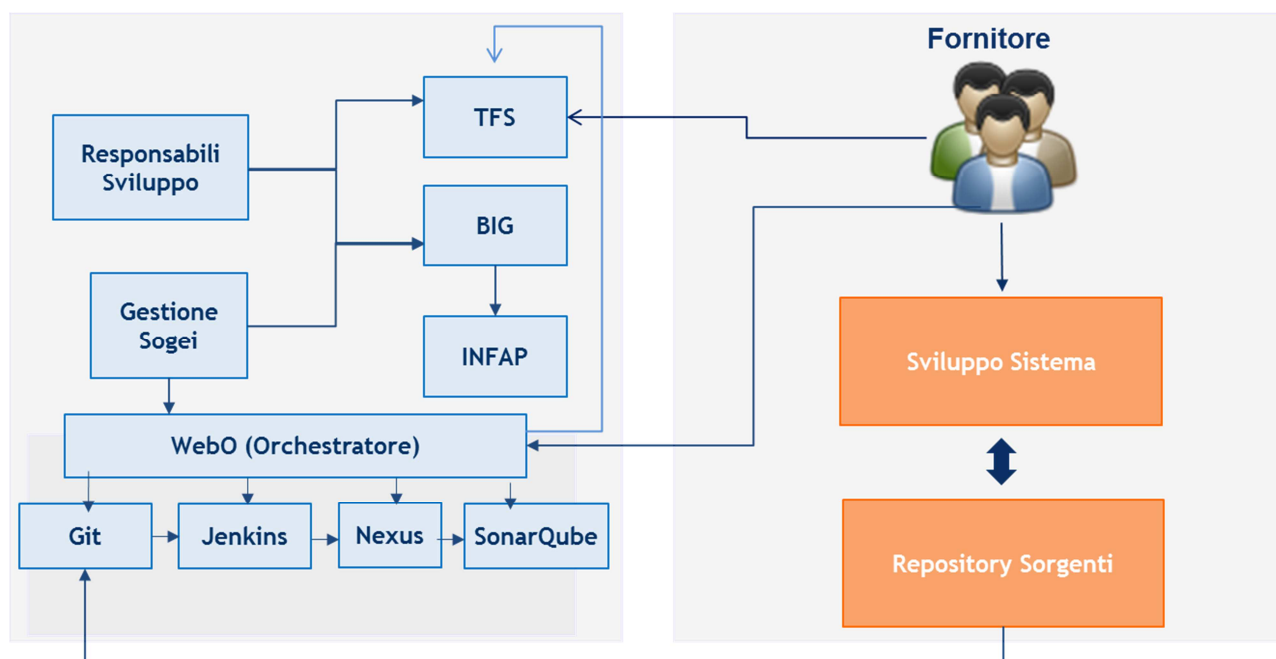 Fornitore
TFS
Responsabili
Sviluppo
BIG
Gestione
Sogei
INFAP
Sviluppo Sistema
WebO (Orchestratore)
Git
Jenkins
Nexus
SonarQube
Repository Sorgenti